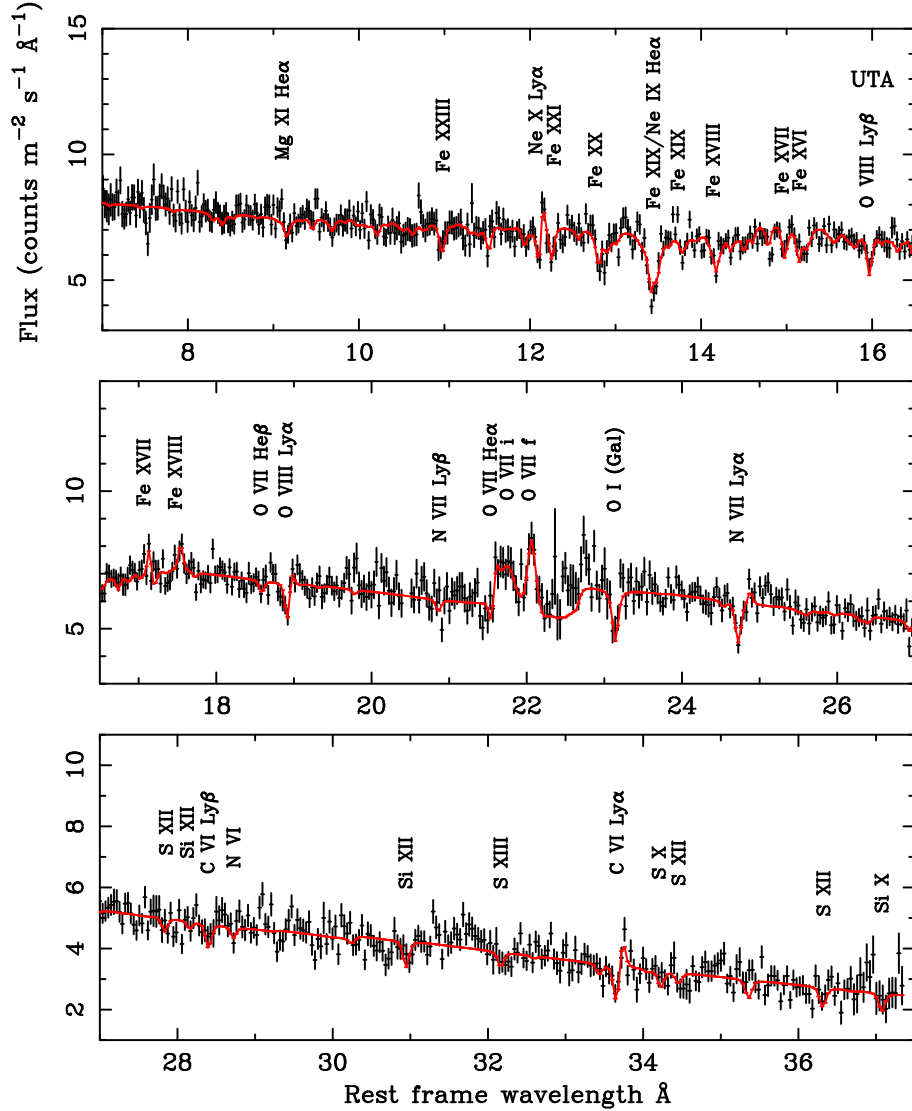 Flux (counts m⁻² s⁻¹ Å⁻¹)
15
10
5
Mg XI Heα
Fe XXIII
Ne X Lyα
Fe XXI
Fe XX
Fe XIX/Ne IX Heα
Fe XIX
Fe XVIII
Fe XVII
Fe XVI
O VIII Lyβ
UTA
8 10 12 14 16
10
5
Fe XVII
Fe XVIII
O VII Heβ
O VIII Lyα
N VII Lyβ
O VII Heα
O VII i
O VII f
O I (Gal)
N VII Lyα
18 20 22 24 26
10
8
6
4
2
S XII
Si XII
C VI Lyβ
N VI
Si XII
S XIII
C VI Lyα
S X
S XII
S XII
Si X
28 30 32 34 36
Rest frame wavelength Å